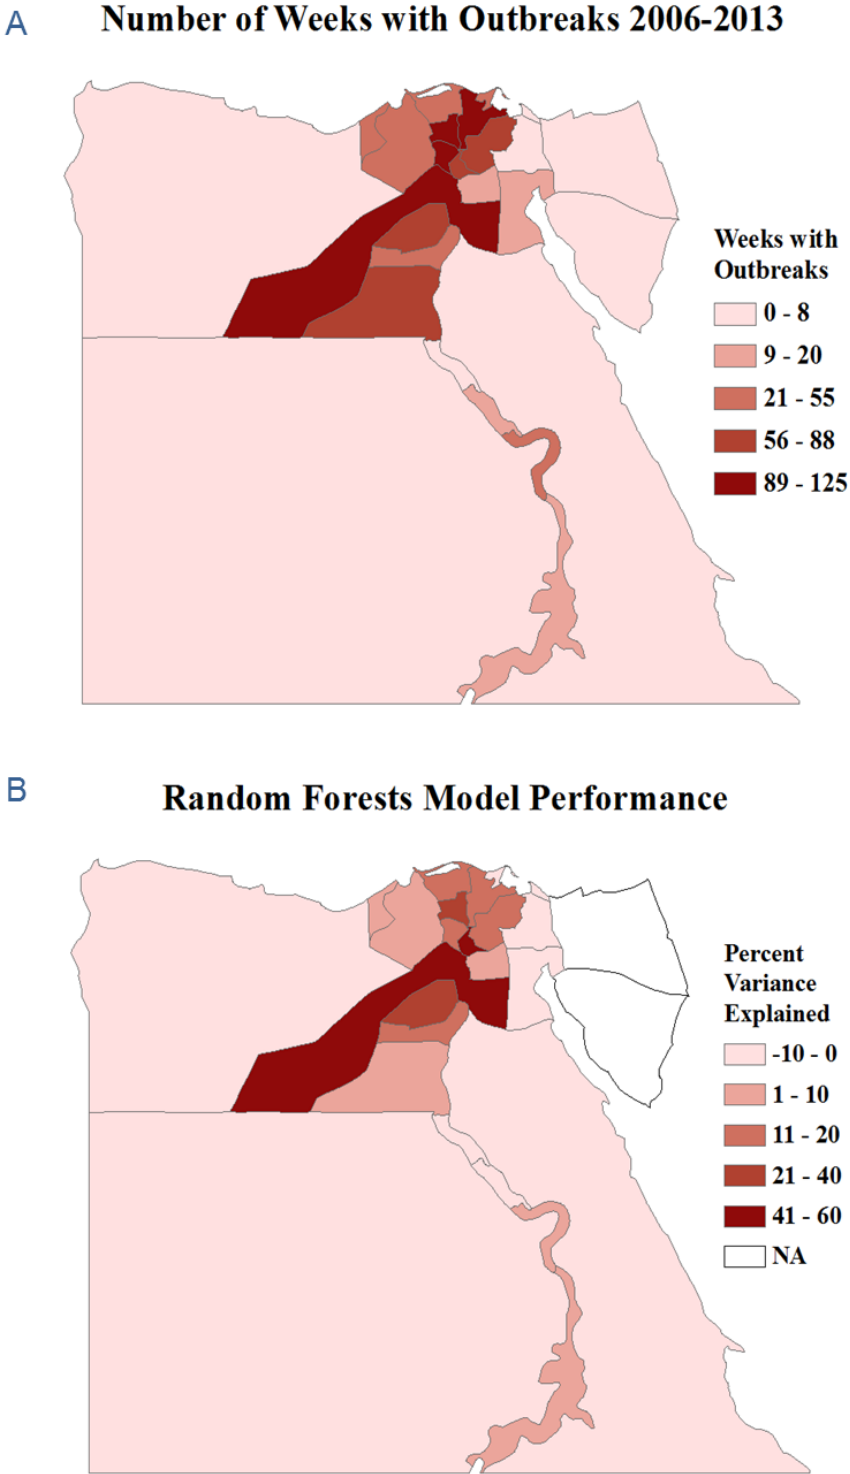 A
Number of Weeks with Outbreaks 2006-2013
Weeks with
Outbreaks
0 - 8
9 - 20
21 - 55
56 - 88
89 - 125
B
Random Forests Model Performance
Percent
Variance
Explained
-10 - 0
1 - 10
11 - 20
21 - 40
41 - 60
NA